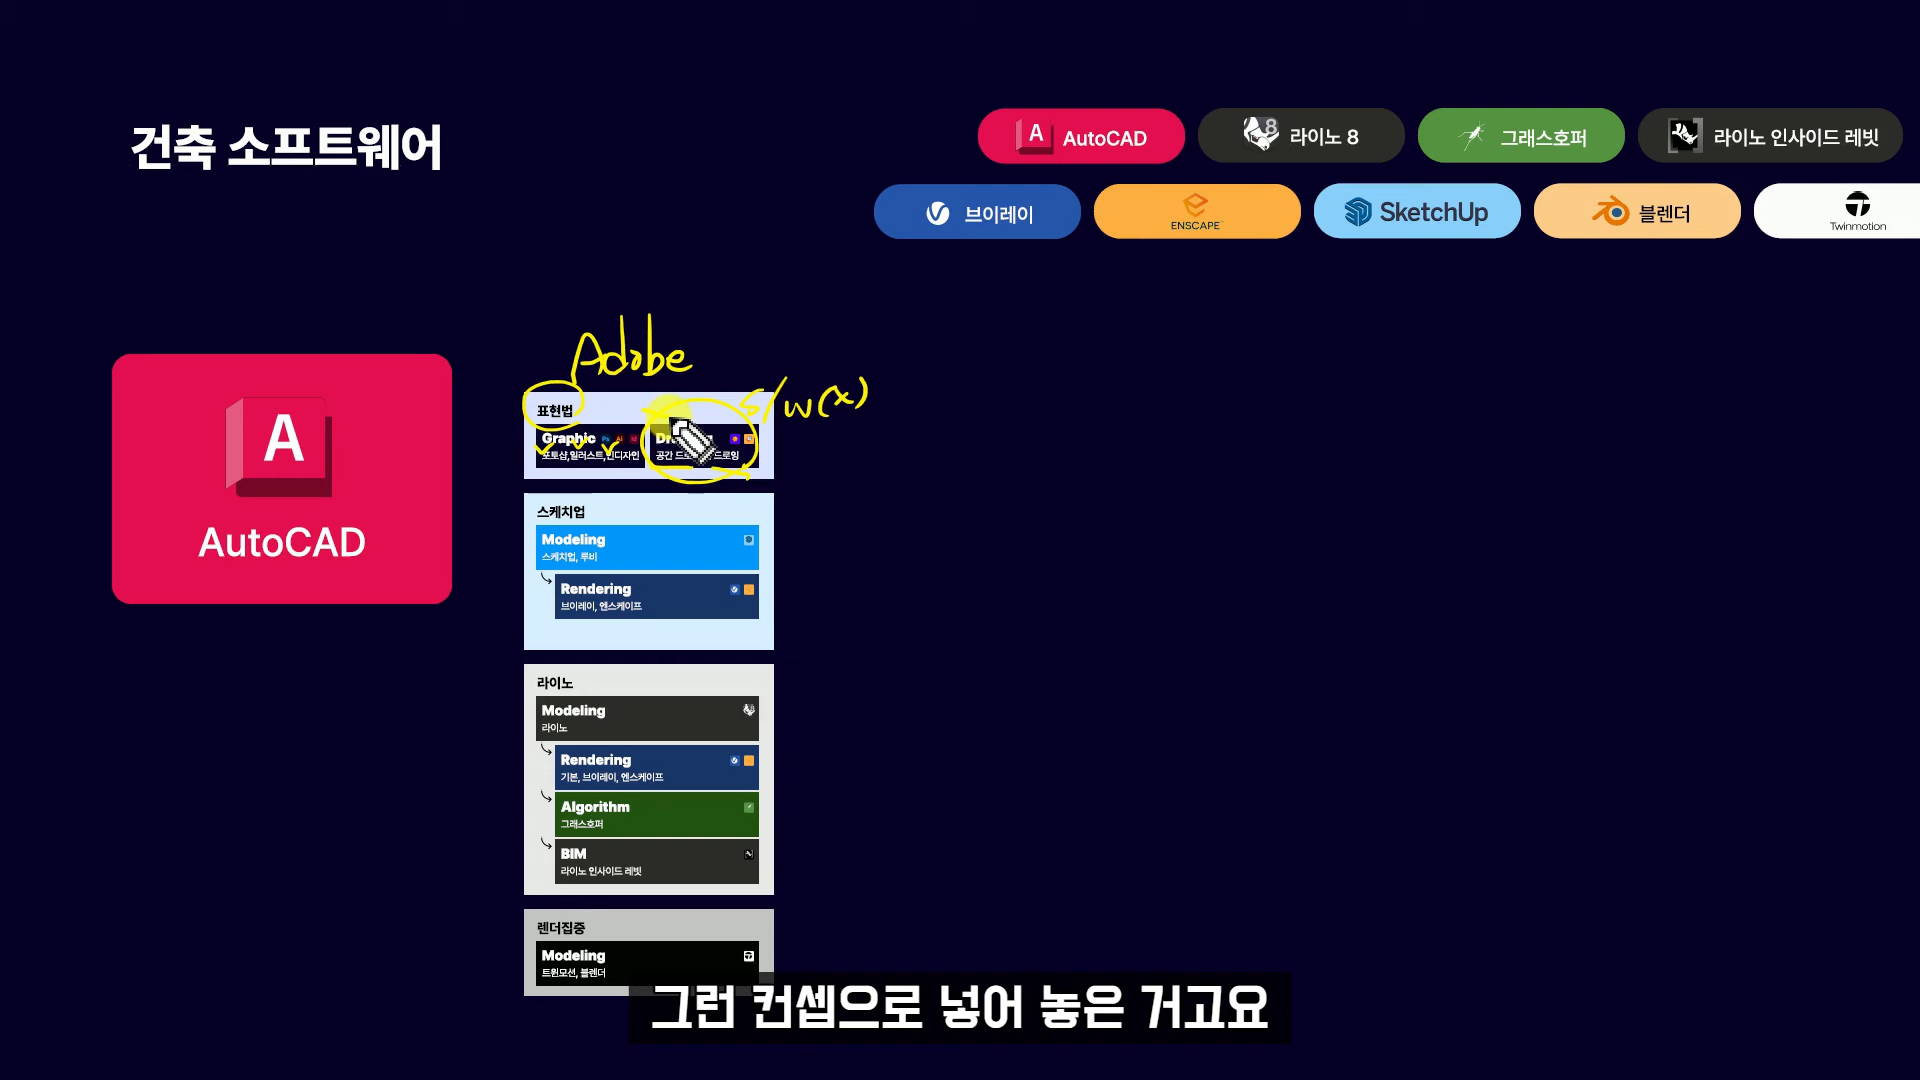 건축 소프트웨어
AutoCAD
라이노 8
그래스호퍼
라이노 인사이드 레빗
브이레이
ENSCAPE
SketchUp
블렌더
Twinmotion
A
AutoCAD
Adobe
s/w(x)
표현법
Graphic Ps Ai Id
포토샵,일러스트,인디자인
공간 드로잉
스케치업
Modeling
스케치업, 루비
Rendering
브이레이, 엔스케이프
라이노
Modeling
라이노
Rendering
기본, 브이레이, 엔스케이프
Algorithm
그래스호퍼
BIM
라이노 인사이드 레빗
렌더집중
Modeling
트윈모션, 블렌더
그런 컨셉으로 넣어 놓은 거고요